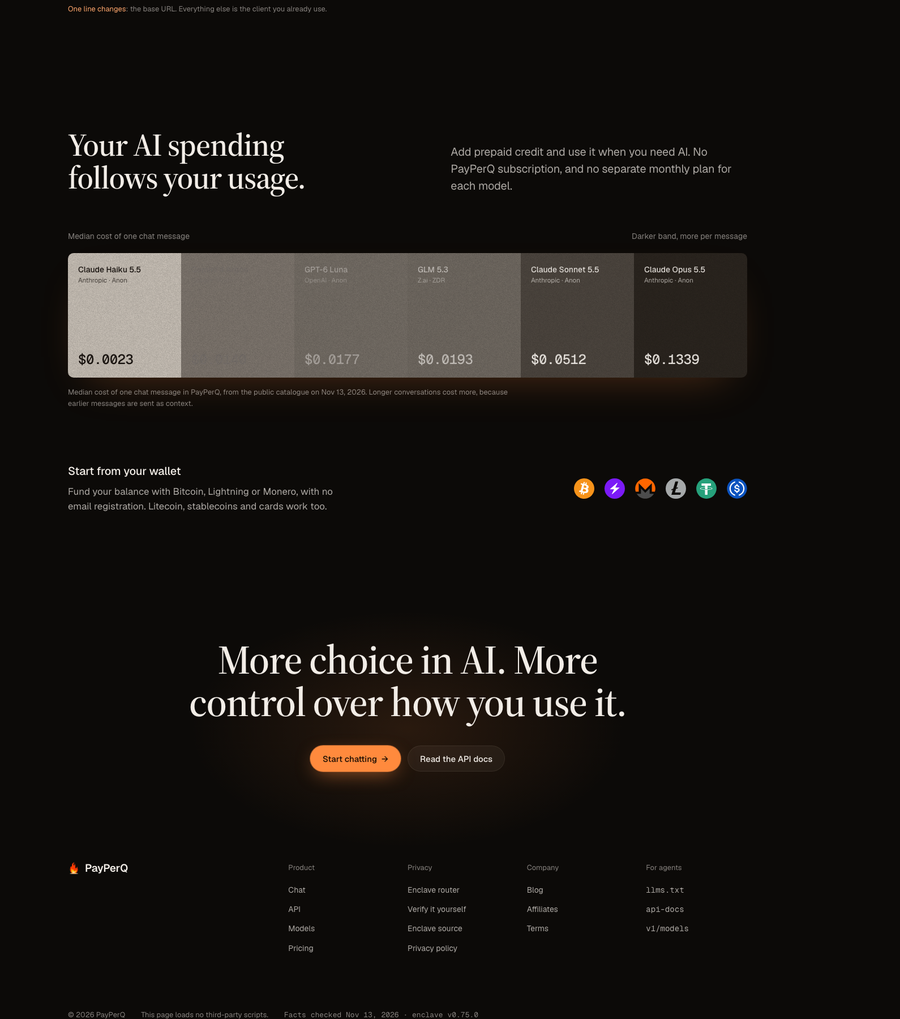 One line changes: the base URL. Everything else is the client you already use.
Your AI spending
follows your usage.
Add prepaid credit and use it when you need AI. No
PayPerQ subscription, and no separate monthly plan for
each model.
Median cost of one chat message
Darker band, more per message
Claude Haiku 5.5
Anthropic · Anon
$0.0023
GPT-6 Luna
OpenAI · Anon
$0.0177
GLM 5.3
Z.ai · ZDR
$0.0193
Claude Sonnet 5.5
Anthropic · Anon
$0.0512
Claude Opus 5.5
Anthropic · Anon
$0.1339
Median cost of one chat message in PayPerQ, from the public catalogue on Nov 13, 2026. Longer conversations cost more, because
earlier messages are sent as context.
Start from your wallet
Fund your balance with Bitcoin, Lightning or Monero, with no
email registration. Litecoin, stablecoins and cards work too.
More choice in AI. More
control over how you use it.
Start chatting →
Read the API docs
PayPerQ
Product
Chat
API
Models
Pricing
Privacy
Enclave router
Verify it yourself
Enclave source
Privacy policy
Company
Blog
Affiliates
Terms
For agents
llms.txt
api-docs
v1/models
© 2026 PayPerQ
This page loads no third-party scripts.
Facts checked Nov 13, 2026 · enclave v0.75.0